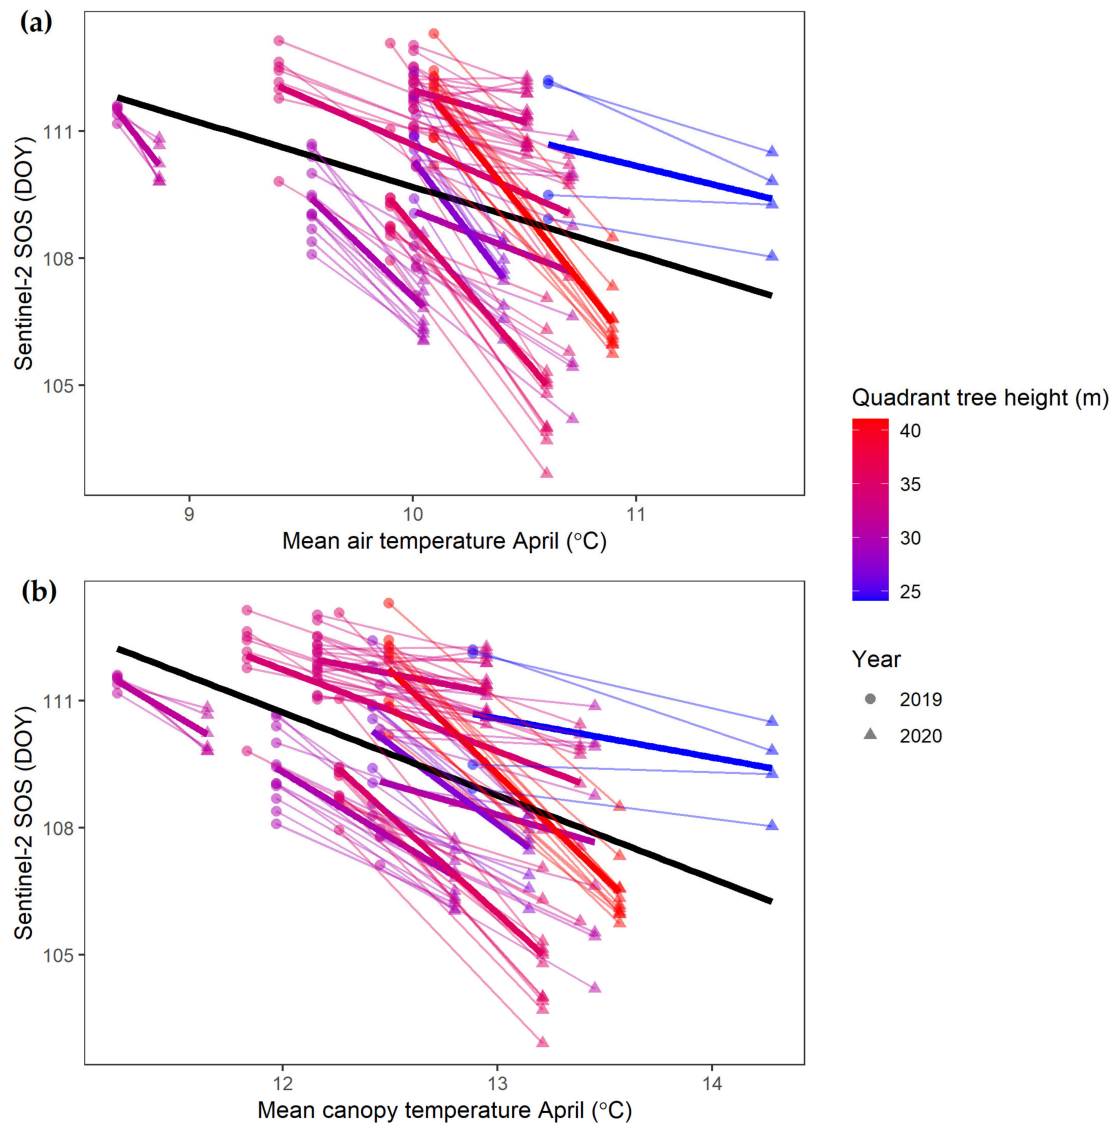 (a)
111
108
105
Sentinel-2 SOS (DOY)
9
10
11
Mean air temperature April (°C)
(b)
111
108
105
Sentinel-2 SOS (DOY)
12
13
14
Mean canopy temperature April (°C)
Quadrant tree height (m)
40
35
30
25
Year
2019
2020